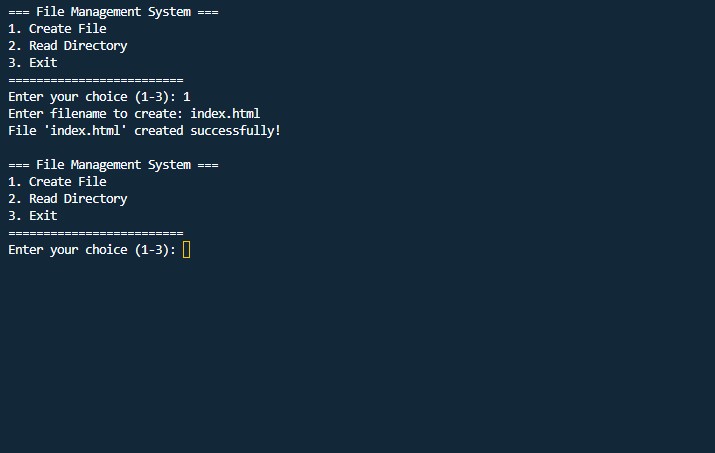 === File Management System ===
1. Create File
2. Read Directory
3. Exit
=========================
Enter your choice (1-3): 1
Enter filename to create: index.html
File 'index.html' created successfully!
=== File Management System ===
1. Create File
2. Read Directory
3. Exit
=========================
Enter your choice (1-3):